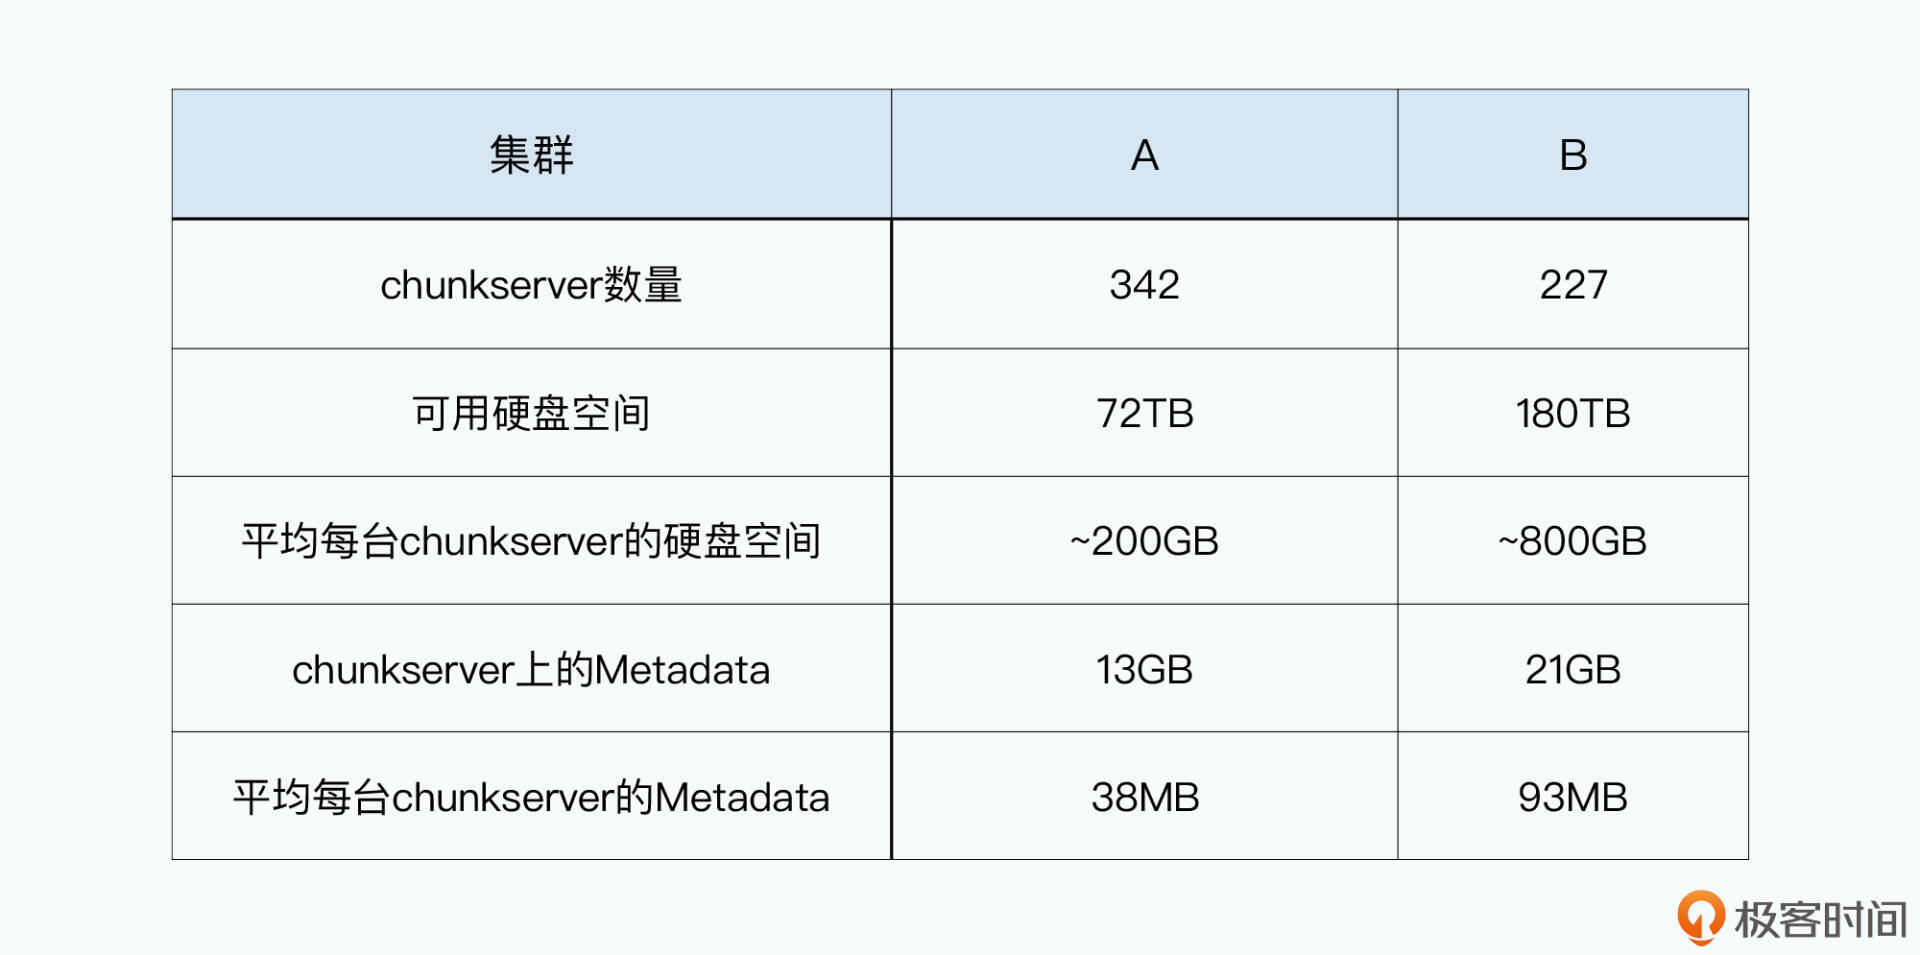 集群 A B
chunkserver数量 342 227
可用硬盘空间 72TB 180TB
平均每台chunkserver的硬盘空间 ~200GB ~800GB
chunkserver上的Metadata 13GB 21GB
平均每台chunkserver的Metadata 38MB 93MB
极客时间